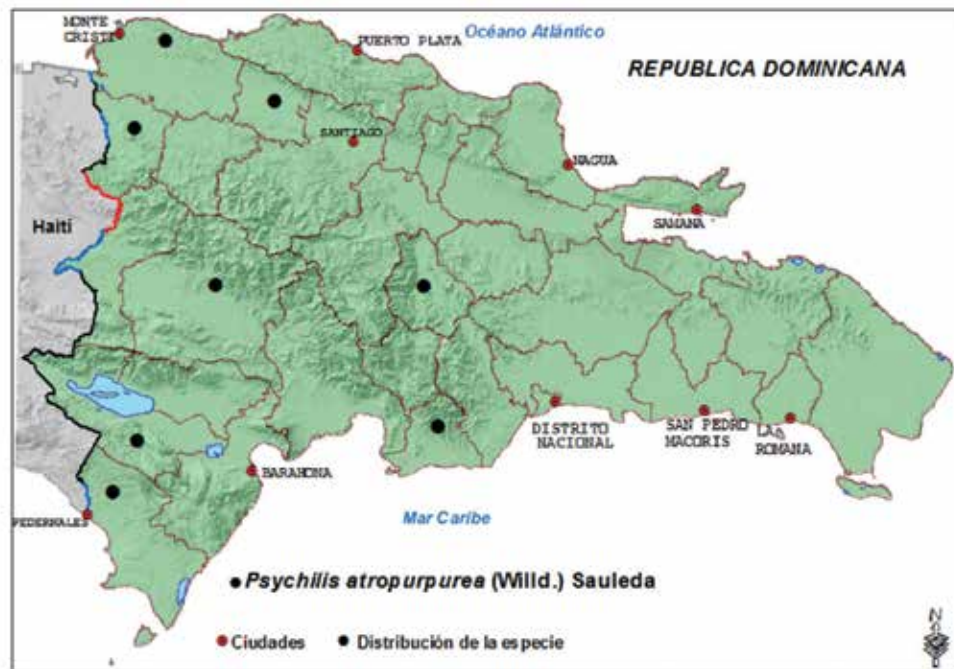 MONTE
CRISTI
Océano Atlántico
PUERTO PLATA
REPUBLICA DOMINICANA
SANTIAGO
NAGUA
Haití
SAMANA
DISTRITO
NACIONAL
SAN PEDRO
MACORIS
LA
ROMANA
BARAHONA
PEDERNALES
Mar Caribe
Psychilis atropurpurea (Willd.) Sauleda
Ciudades
Distribución de la especie
N